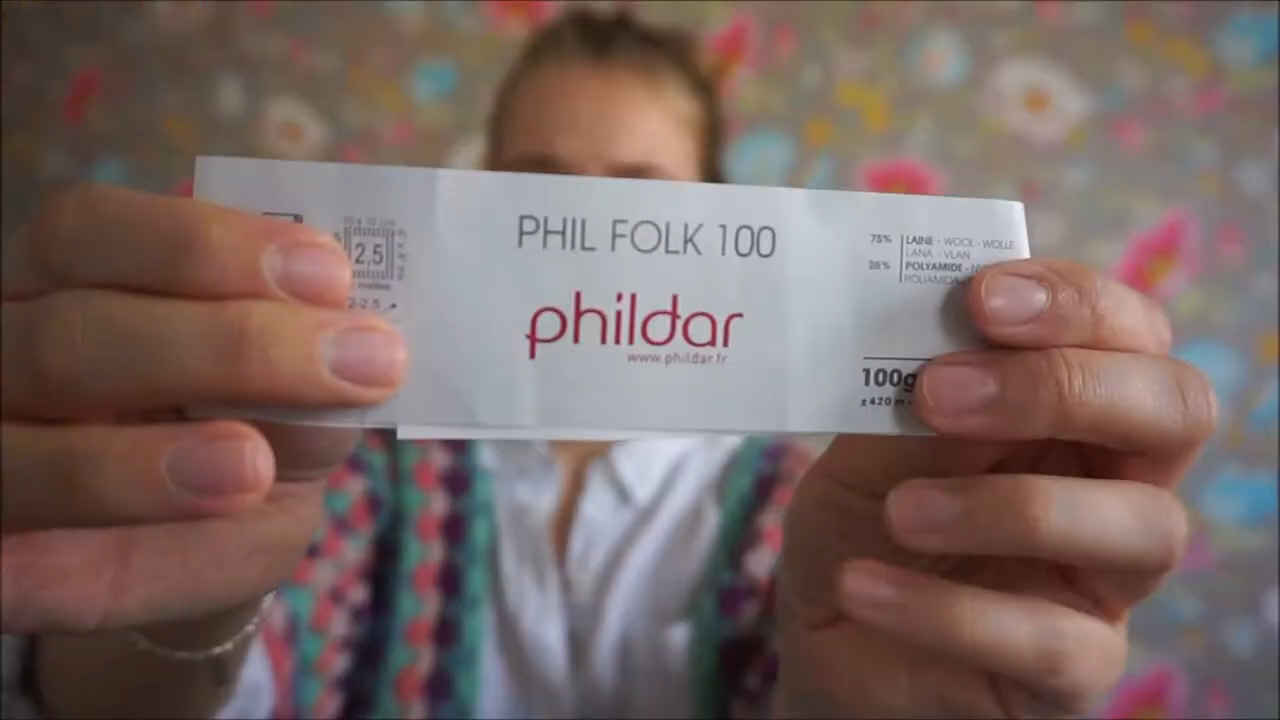 2,5
2-2.5
PHIL FOLK 100
phildar
www.phildar.fr
75% LAINE - WOOL - WOLLE
LANA - VLAN
25% POLYAMIDE -
100g
±420 m -